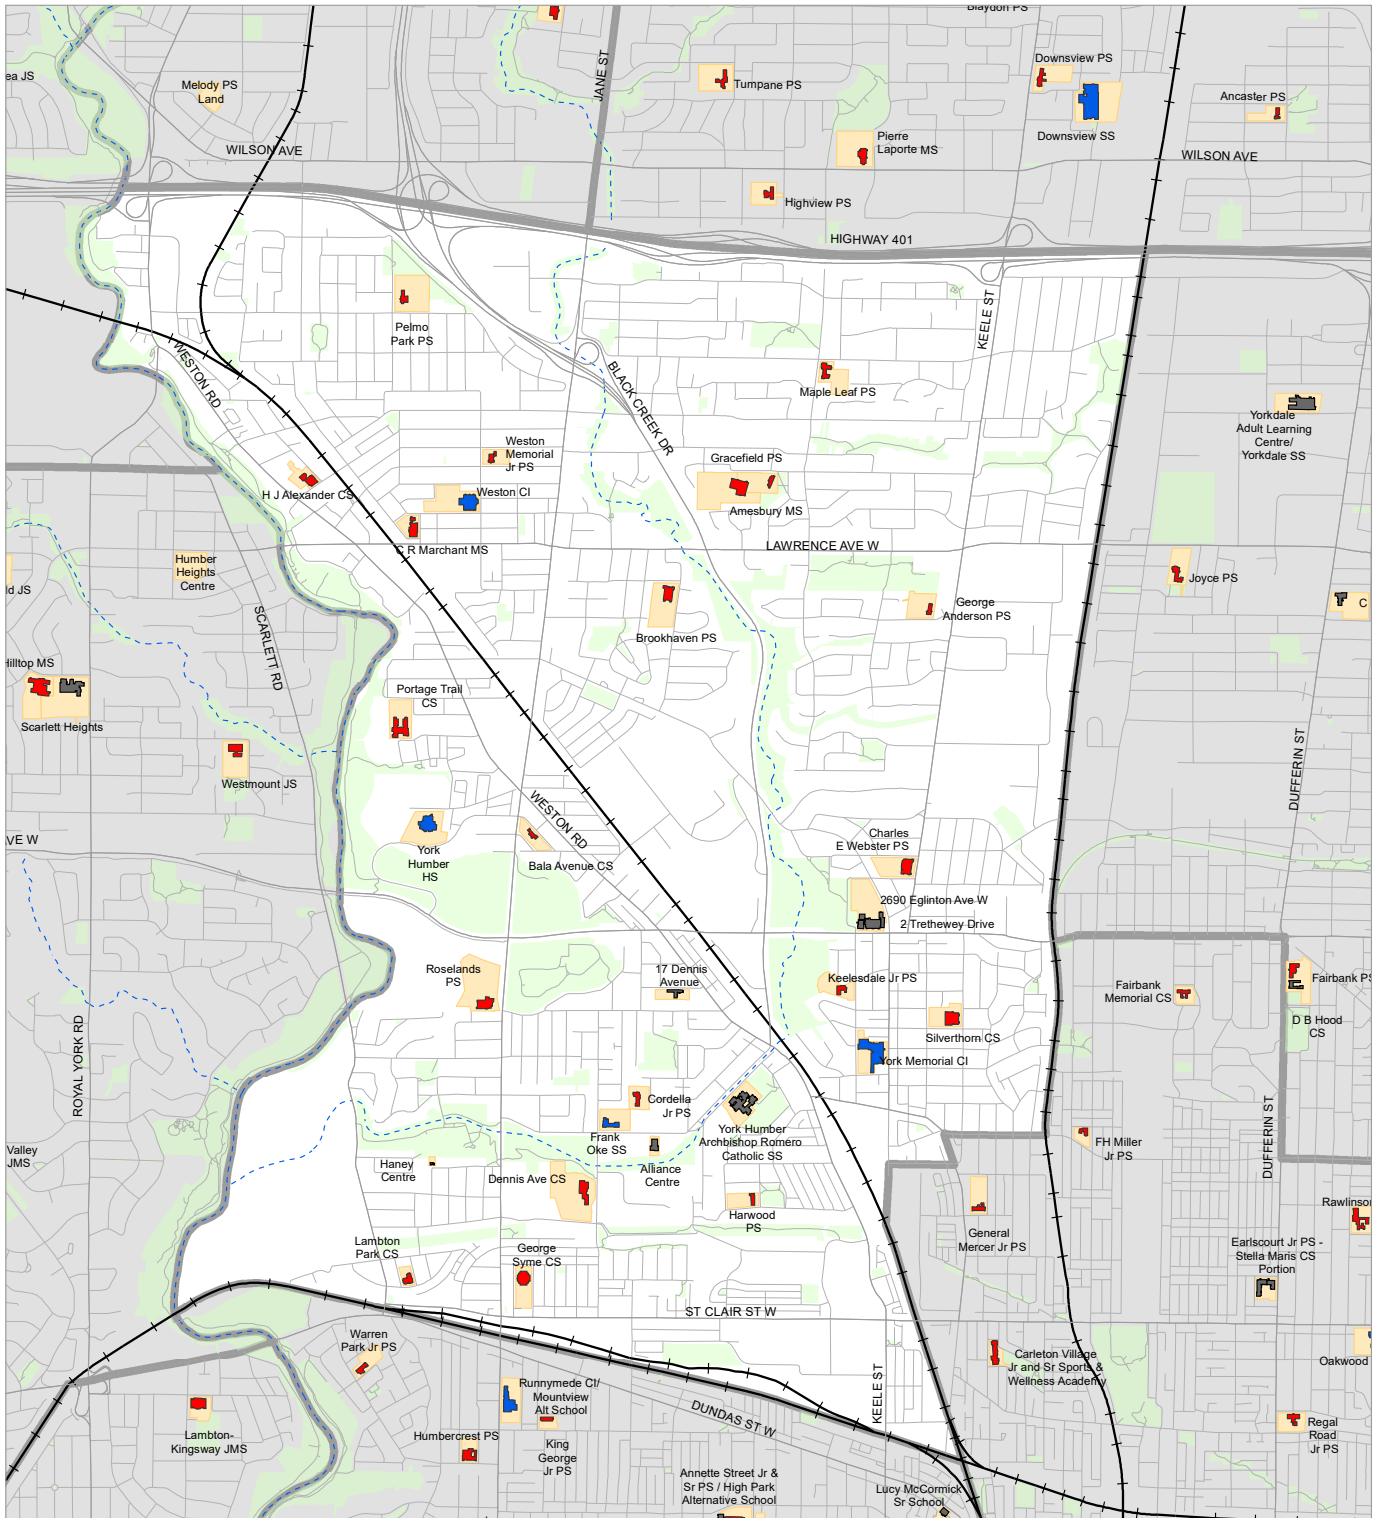 Blaydon PS
Downsview PS
ea JS
Melody PS
Land
JANE ST
Tumpane PS
Ancaster PS
Downsview SS
Pierre
Laporte MS
WILSON AVE
WILSON AVE
Highview PS
HIGHWAY 401
KEELE ST
Pelmo
Park PS
WESTON RD
BLACK CREEK DR
Maple Leaf PS
Yorkdale
Adult Learning
Centre/
Yorkdale SS
Weston
Memorial
Jr PS
Gracefield PS
H J Alexander CS
Weston CI
Amesbury MS
C R Marchant MS
LAWRENCE AVE W
Humber
Heights
Centre
Joyce PS
ld JS
C
George
Anderson PS
SCARLETT RD
Brookhaven PS
Hilltop MS
Portage Trail
CS
Scarlett Heights
Westmount JS
DUFFERIN ST
WESTON RD
VE W
York
Humber
HS
Bala Avenue CS
Charles
E Webster PS
2690 Eglinton Ave W
2 Trethewey Drive
Roselands
PS
17 Dennis
Avenue
Keelesdale Jr PS
Fairbank
Memorial CS
Fairbank PS
D B Hood
CS
Silverthorn CS
ROYAL YORK RD
York Memorial CI
Cordella
Jr PS
Frank
Oke SS
York Humber
Archbishop Romero
Catholic SS
FH Miller
Jr PS
DUFFERIN ST
Valley
JMS
Haney
Centre
Alliance
Centre
Dennis Ave CS
Harwood
PS
Rawlinson
General
Mercer Jr PS
Lambton
Park CS
George
Syme CS
Earlscourt Jr PS -
Stella Maris CS
Portion
ST CLAIR ST W
Warren
Park Jr PS
Carleton Village
Jr and Sr Sports &
Wellness Academy
Oakwood
Runnymede CI/
Mountview
Alt School
KEELE ST
DUNDAS ST W
Lambton-
Kingsway JMS
Humbercrest PS
King
George
Jr PS
Regal
Road
Jr PS
Annette Street Jr &
Sr PS / High Park
Alternative School
Lucy McCormick
Sr School